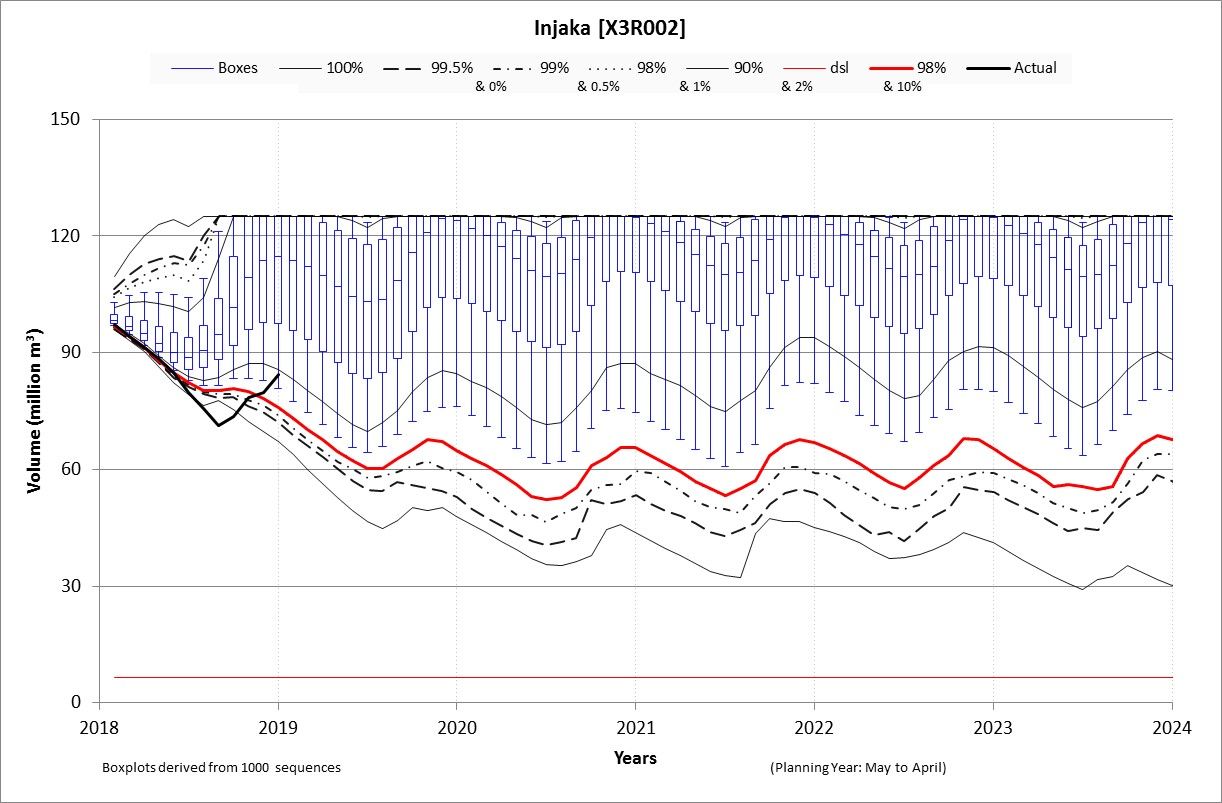 Injaka [X3R002]
Boxes 100% 99.5% 99% 98% 90% dsl 98% Actual
& 0% & 0.5% & 1% & 2% & 10%
150
120
90
60
30
0
Volume (million m³)
2018 2019 2020 2021 2022 2023 2024
Years
Boxplots derived from 1000 sequences
(Planning Year: May to April)